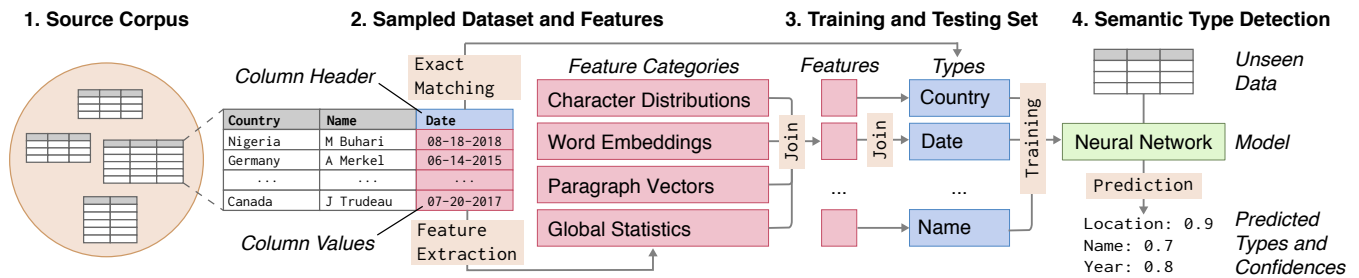 1. Source Corpus
2. Sampled Dataset and Features
3. Training and Testing Set
4. Semantic Type Detection
Column Header
Exact
Matching
Country Name Date
Nigeria M Buhari 08-18-2018
Germany A Merkel 06-14-2015
... ... ...
Canada J Trudeau 07-20-2017
Column Values
Feature
Extraction
Feature Categories
Character Distributions
Word Embeddings
Paragraph Vectors
Global Statistics
Join
Features
Join
...
Types
Country
Date
...
Name
Training
Unseen
Data
Neural Network
Model
Prediction
Location: 0.9
Name: 0.7
Year: 0.8
Predicted
Types and
Confidences